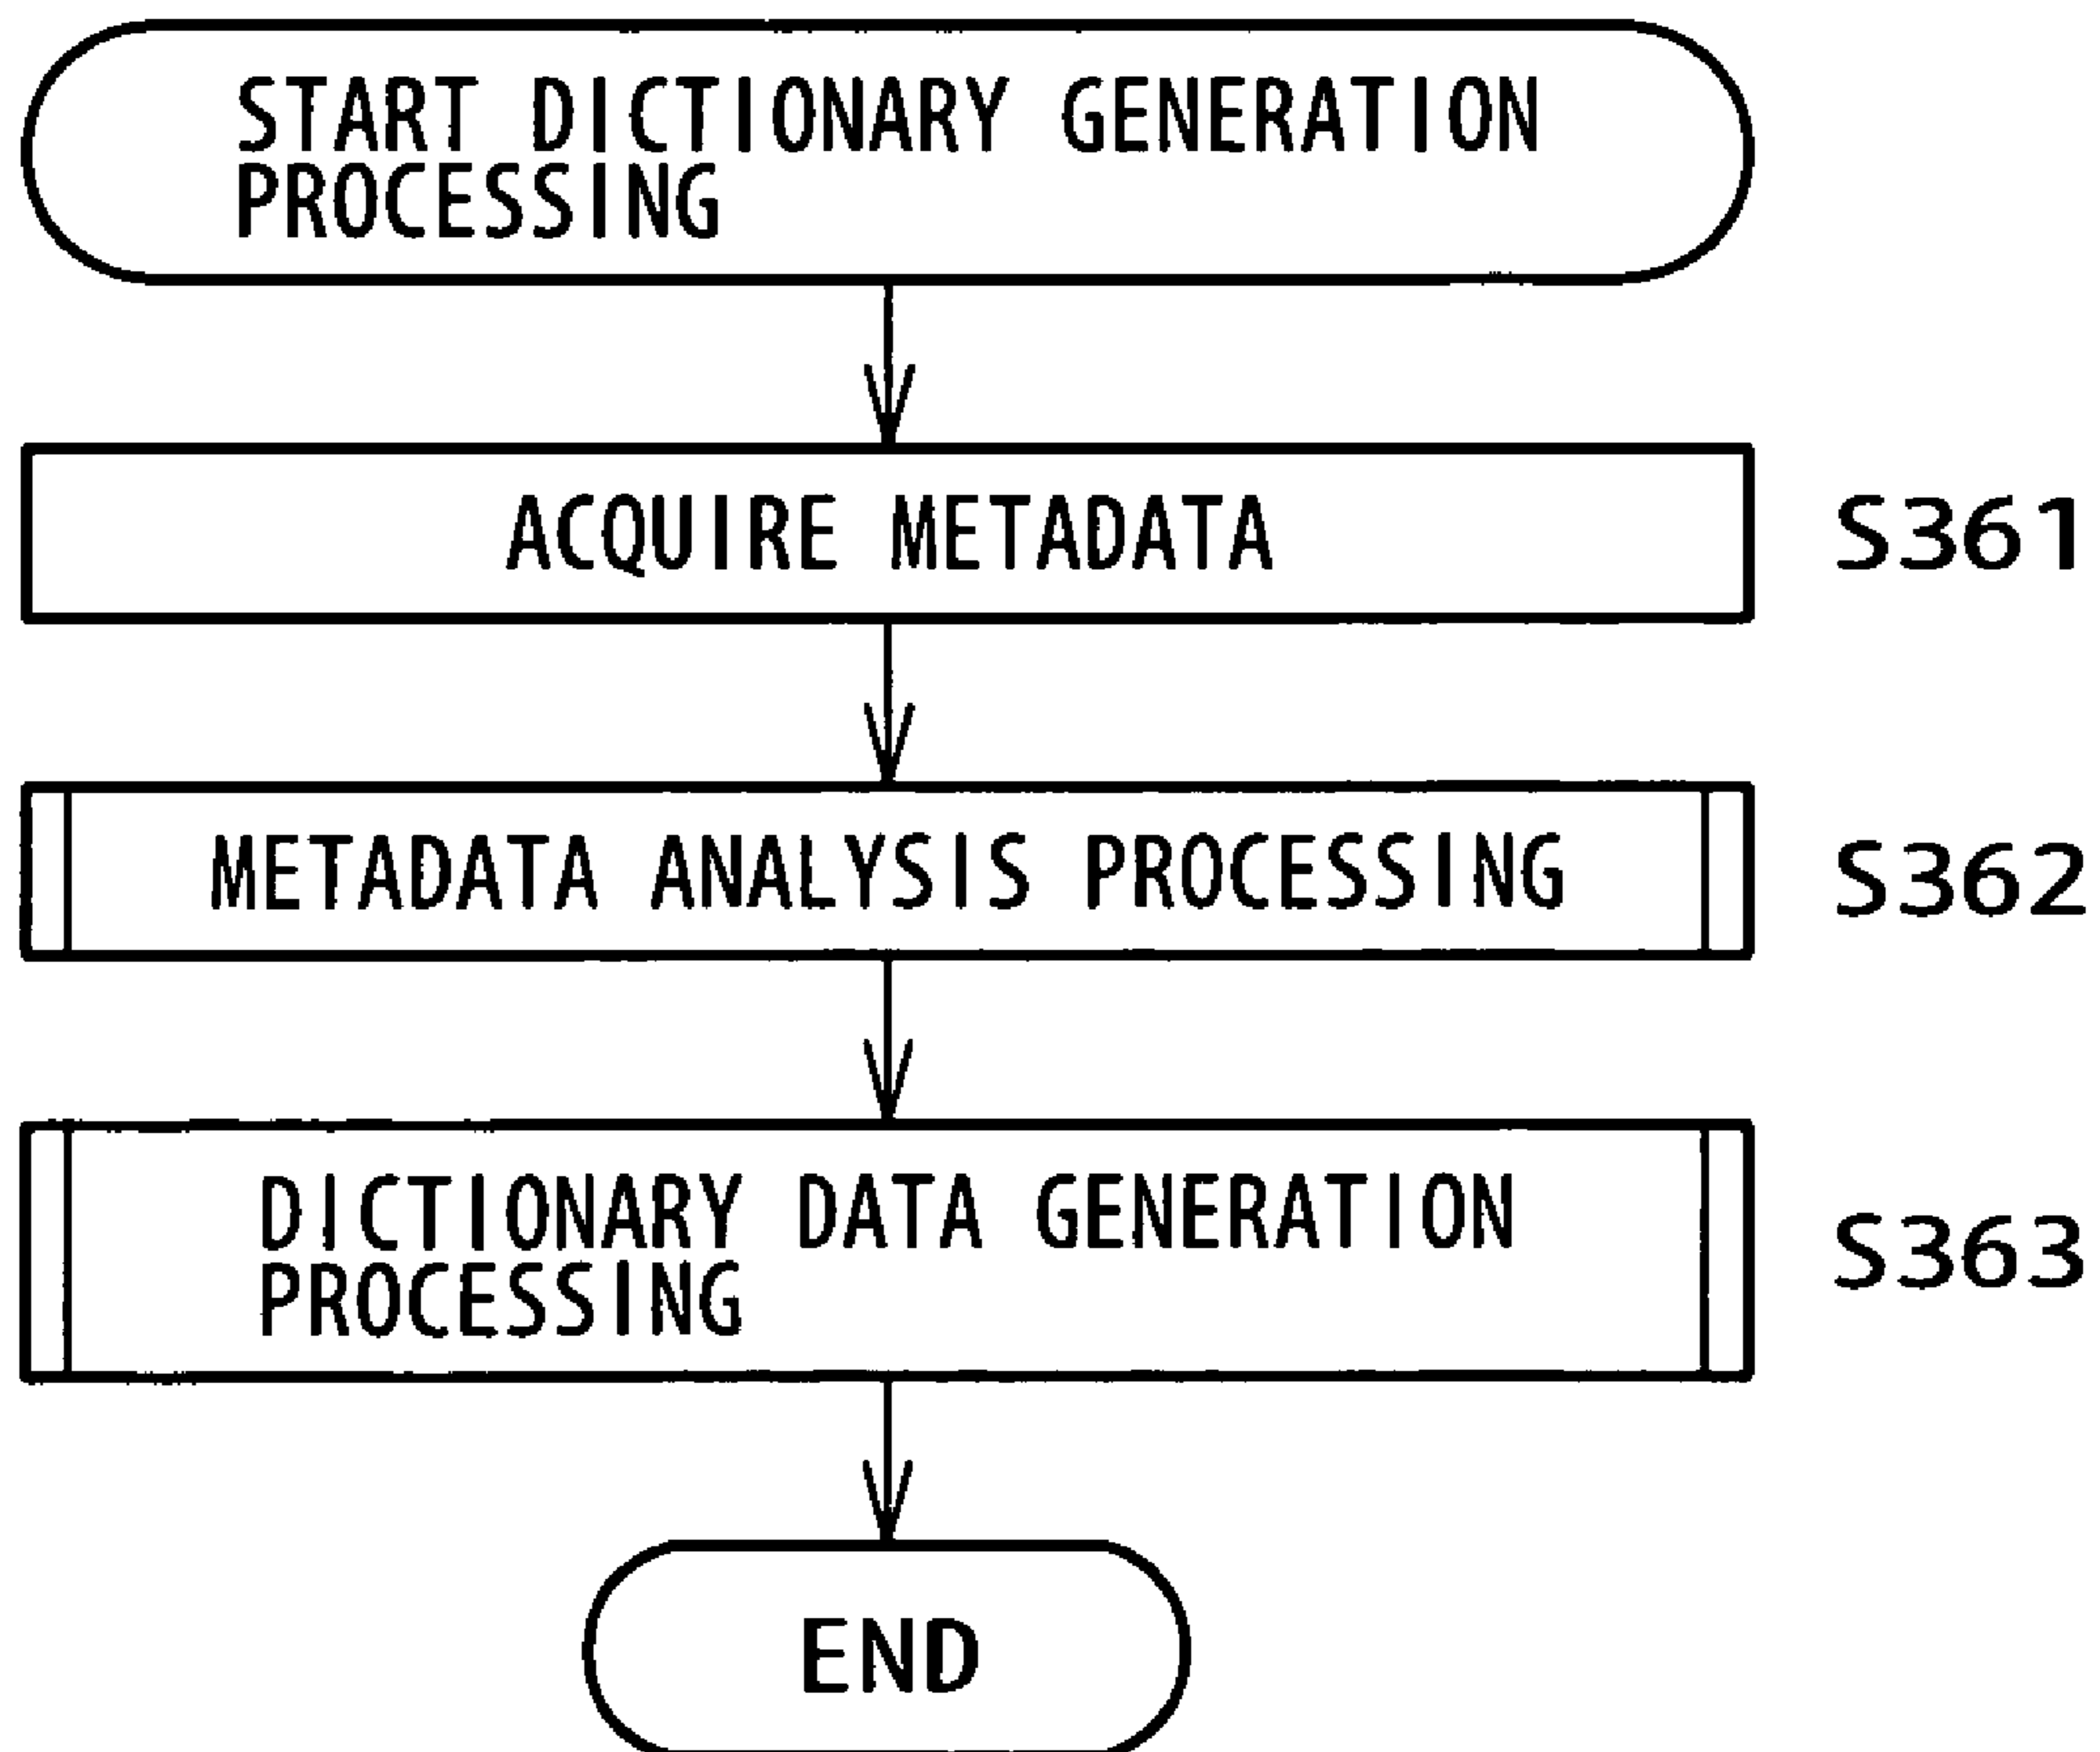 START DICTIONARY GENERATION
PROCESSING
ACQUIRE METADATA
S361
METADATA ANALYSIS PROCESSING
S362
DICTIONARY DATA GENERATION
PROCESSING
S363
END